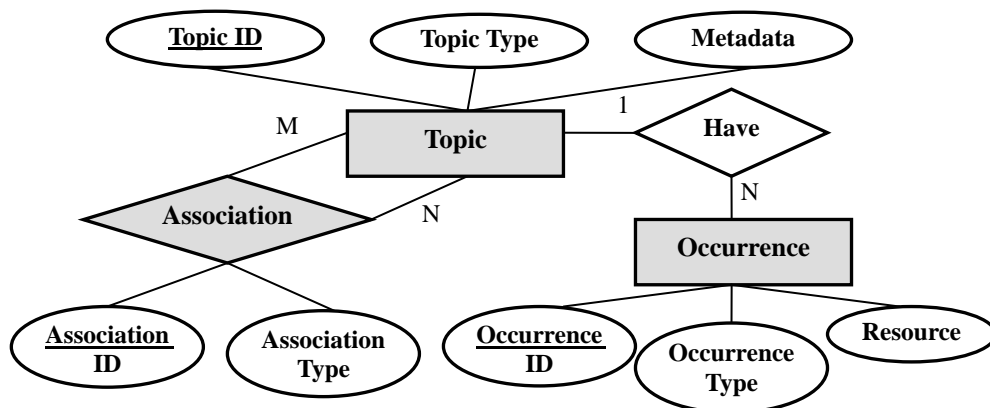 Topic ID
Topic Type
Metadata
M
1
Topic
Have
Association
N
N
Occurrence
Association
ID
Association
Type
Occurrence
ID
Occurrence
Type
Resource